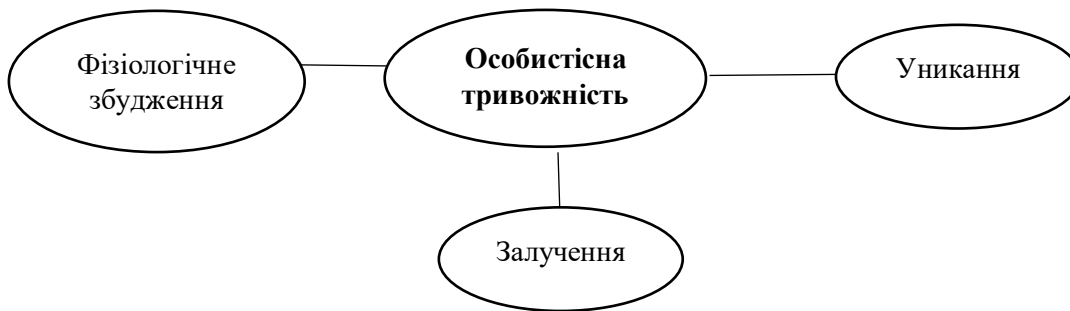 Фізіологічне
збудження
Особистісна
тривожність
Уникання
Залучення